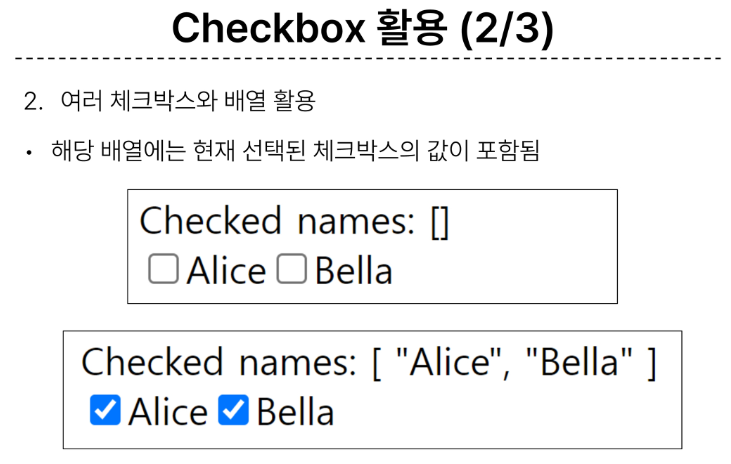 Checkbox 활용 (2/3)
2. 여러 체크박스와 배열 활용
• 해당 배열에는 현재 선택된 체크박스의 값이 포함됨
Checked names: []
Alice Bella
Checked names: [ "Alice", "Bella" ]
Alice Bella